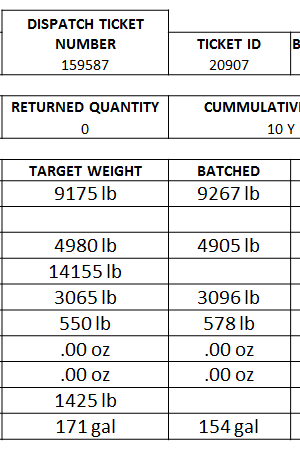 DISPATCH TICKET
NUMBER TICKET ID B
159587 20907
RETURNED QUANTITY CUMMULATIVE
0 10 Y
TARGET WEIGHT BATCHED
9175 lb 9267 lb
4980 lb 4905 lb
14155 lb
3065 lb 3096 lb
550 lb 578 lb
.00 oz .00 oz
.00 oz .00 oz
1425 lb
171 gal 154 gal